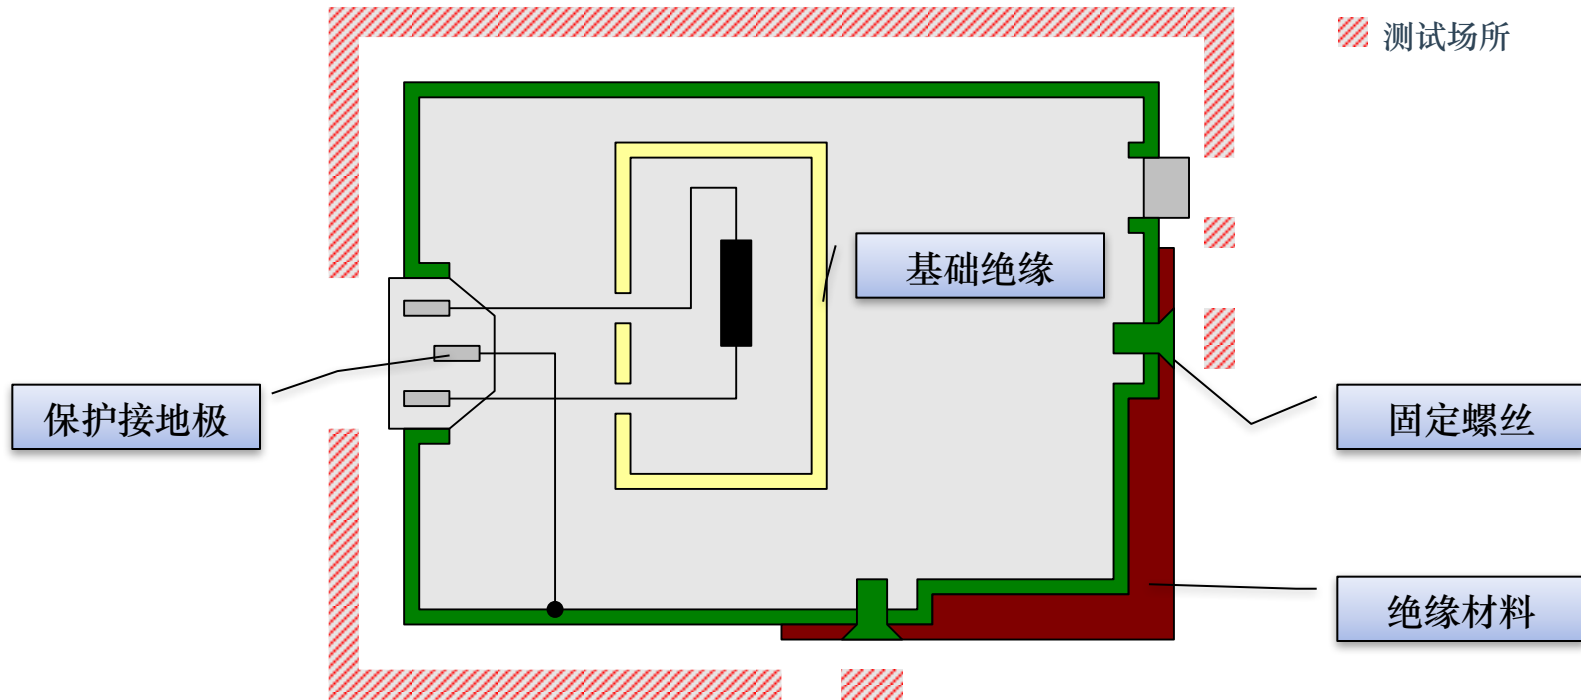 测试场所
基础绝缘
保护接地极
固定螺丝
绝缘材料